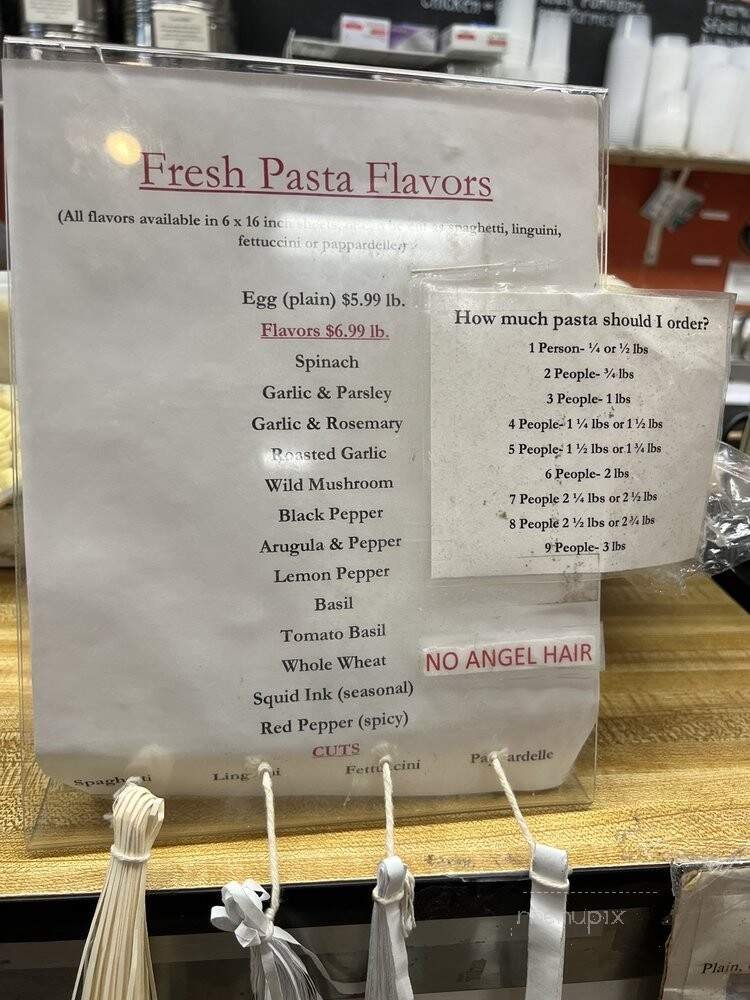 Chicken -
Fresh Pasta Flavors
(All flavors available in 6 x 16 inch spaghetti, linguini,
fettuccini or pappardelle.)
Egg (plain) $5.99 lb.
Flavors $6.99 lb.
Spinach
Garlic & Parsley
Garlic & Rosemary
Roasted Garlic
Wild Mushroom
Black Pepper
Arugula & Pepper
Lemon Pepper
Basil
Tomato Basil
Whole Wheat
Squid Ink (seasonal)
Red Pepper (spicy)
CUTS
Spaghetti Linguini Fettuccini Pappardelle
How much pasta should I order?
1 Person- ¼ or ½ lbs
2 People- ¾ lbs
3 People- 1 lbs
4 People- 1 ¼ lbs or 1 ½ lbs
5 People- 1 ½ lbs or 1 ¾ lbs
6 People- 2 lbs
7 People 2 ¼ lbs or 2 ½ lbs
8 People 2 ½ lbs or 2 ¾ lbs
9 People- 3 lbs
NO ANGEL HAIR
menupix
Plain,